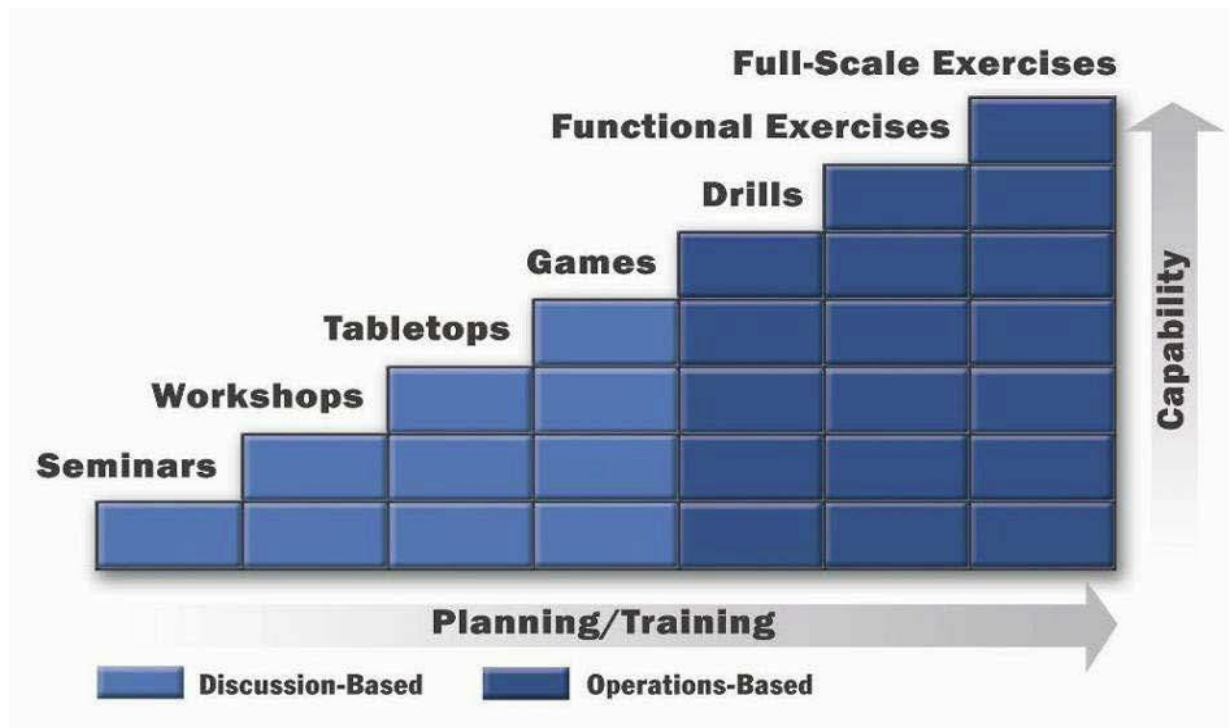 Full-Scale Exercises
Functional Exercises
Drills
Games
Tabletops
Workshops
Seminars
Capability
Planning/Training
Discussion-Based
Operations-Based